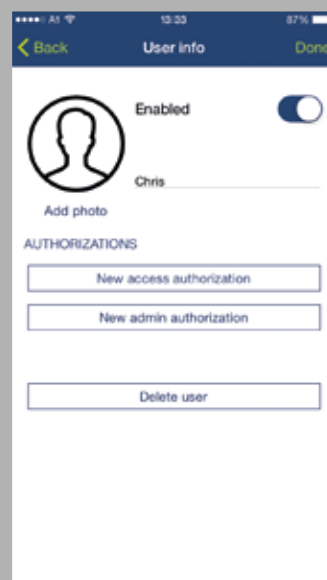 A1 13:33 87%
Back User info Done
Enabled
Chris
Add photo
AUTHORIZATIONS
New access authorization
New admin authorization
Delete user